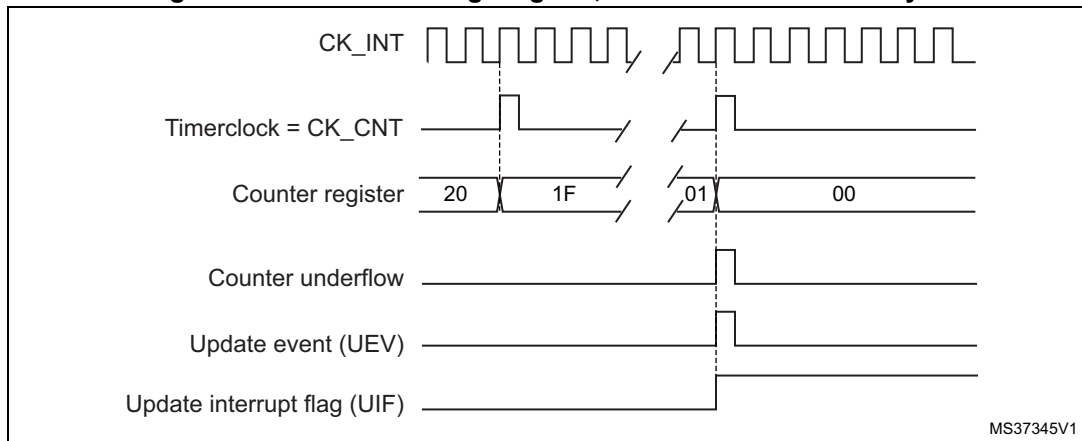 CK_INT
Timerclock = CK_CNT
Counter register 20 1F 01 00
Counter underflow
Update event (UEV)
Update interrupt flag (UIF)
MS37345V1